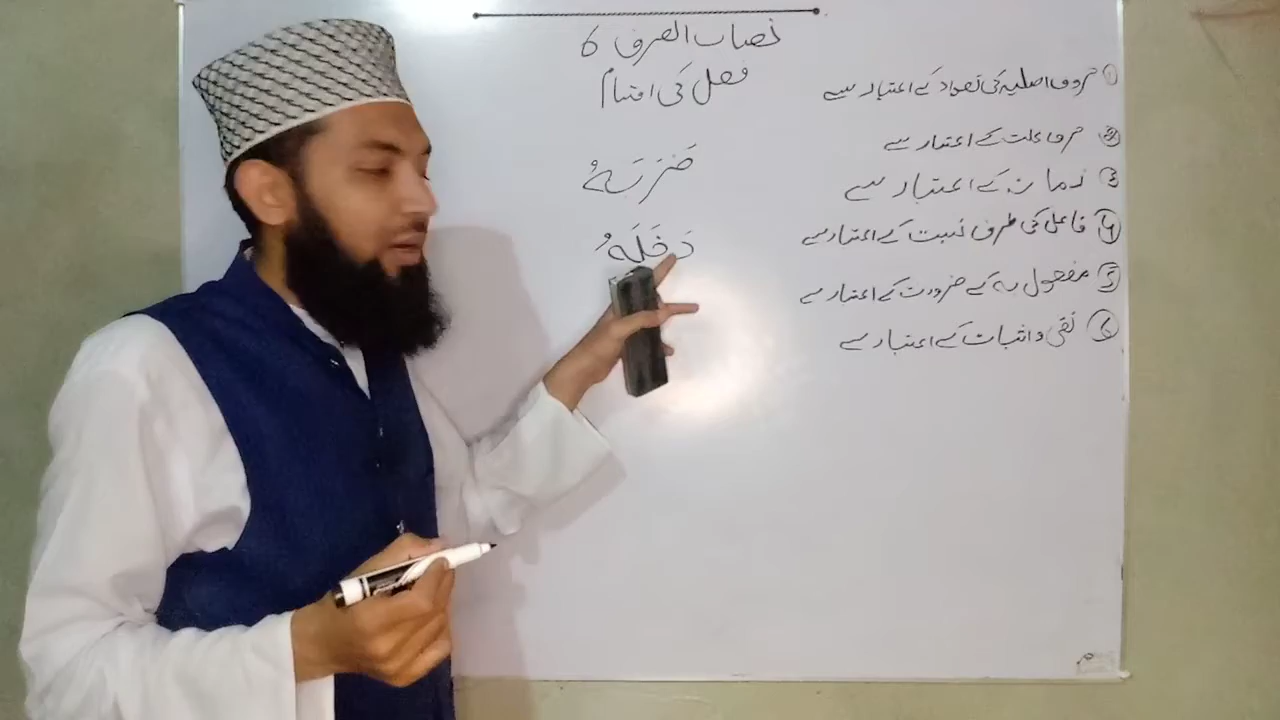 نصاب الصرف 6
فعل کی اقسام
① حروف اصلیہ کی تعداد کے اعتبار سے
② حرف علت کے اعتبار سے
③ زمانہ کے اعتبار سے
④ فاعل کی طرف نسبت کے اعتبار سے
⑤ مفعول بہ کے ضرورت کے اعتبار سے
⑥ نفی و اثبات کے اعتبار سے
ضَرَبَہُ
دَخَلَہُ